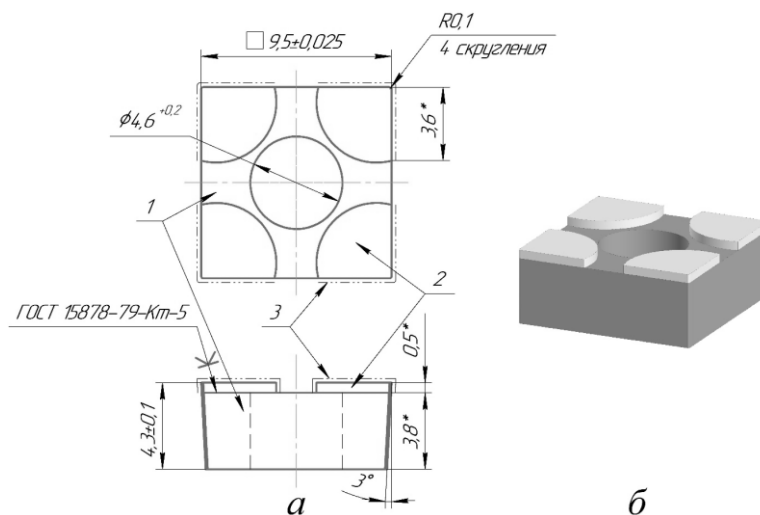 □ 9,5±0,025
R0,1
4 скругления
ϕ4,6 +0,2
3,6*
1
2
ГОСТ 15878-79-Кт-5
3
0,5*
4,3±0,1
3,8*
3°
а
б